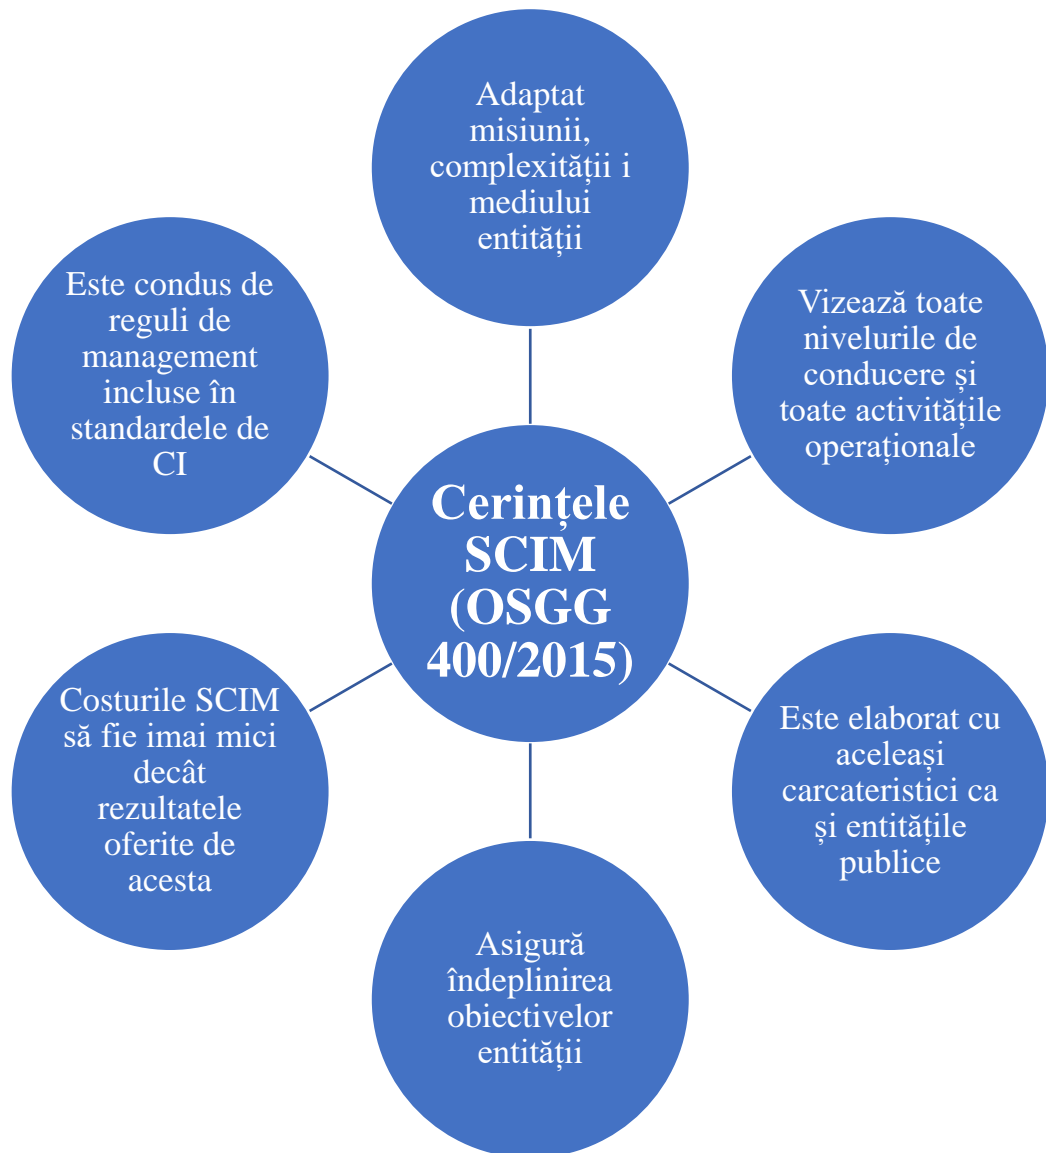 Adaptat
misiunii,
complexității i
mediului
entității
Vizează toate
nivelurile de
conducere și
toate activitățile
operaționale
Este elaborat cu
aceleași
carcateristici ca
și entitățile
publice
Asigură
îndeplinirea
obiectivelor
entității
Costurile SCIM
să fie imai mici
decât
rezultatele
oferite de
acesta
Este condus de
reguli de
management
incluse în
standardele de
CI
Cerințele
SCIM
(OSGG
400/2015)